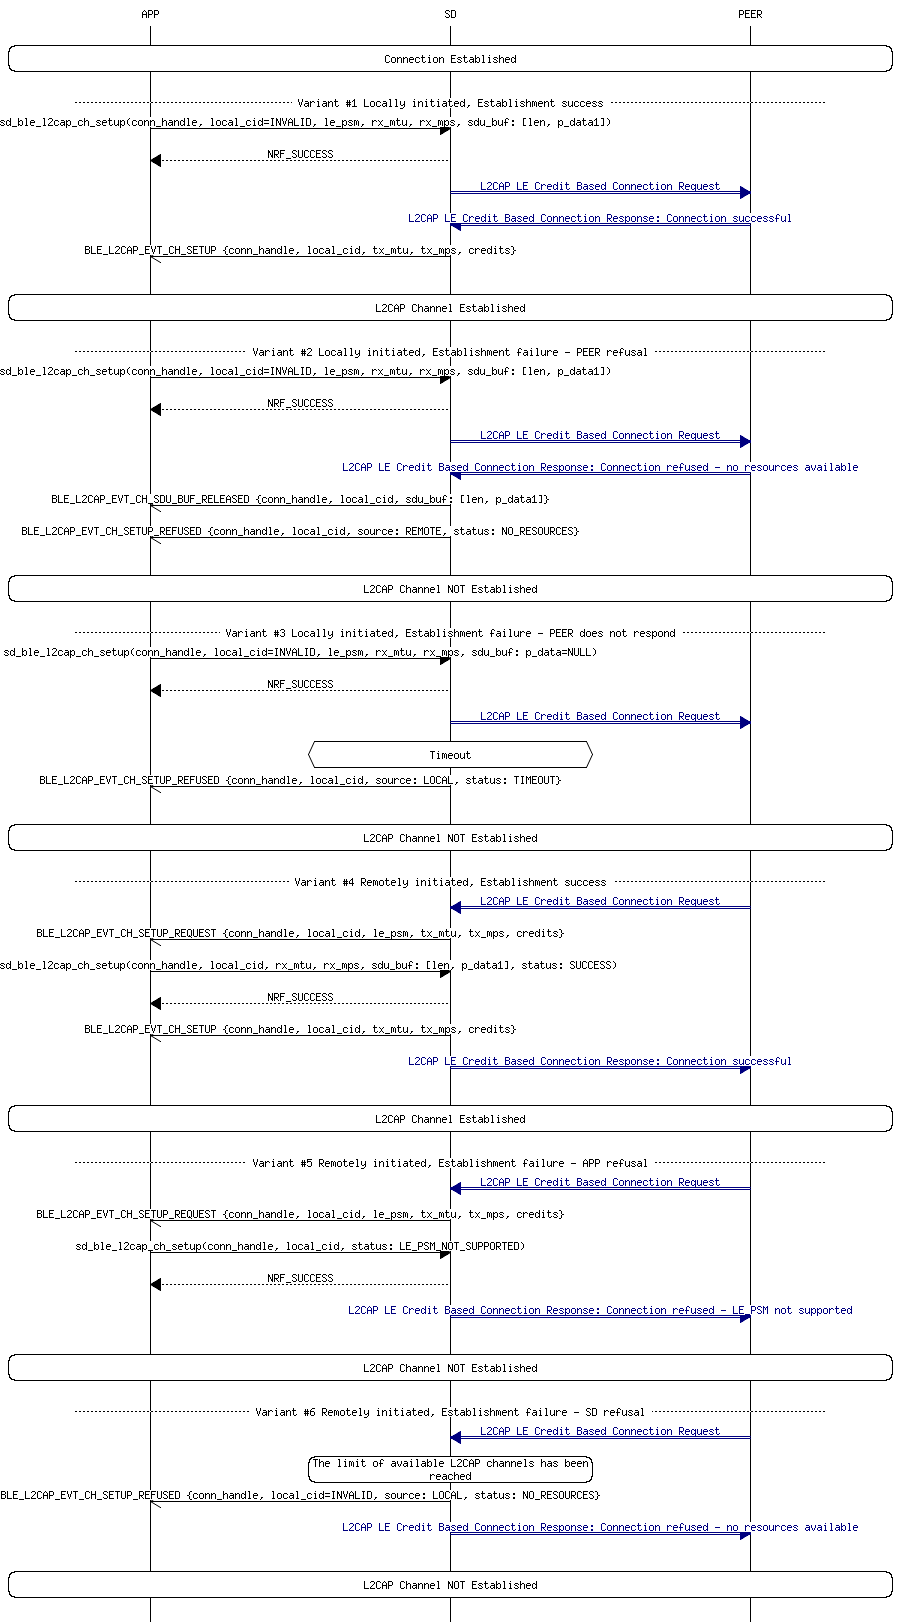 APP SD PEER
Connection Established
Variant #1 Locally initiated, Establishment success
sd_ble_l2cap_ch_setup(conn_handle, local_cid=INVALID, le_psm, rx_mtu, rx_mps, sdu_buf: [len, p_data1])
NRF_SUCCESS
L2CAP LE Credit Based Connection Request
L2CAP LE Credit Based Connection Response: Connection successful
BLE_L2CAP_EVT_CH_SETUP {conn_handle, local_cid, tx_mtu, tx_mps, credits}
L2CAP Channel Established
Variant #2 Locally initiated, Establishment failure - PEER refusal
sd_ble_l2cap_ch_setup(conn_handle, local_cid=INVALID, le_psm, rx_mtu, rx_mps, sdu_buf: [len, p_data1])
NRF_SUCCESS
L2CAP LE Credit Based Connection Request
L2CAP LE Credit Based Connection Response: Connection refused - no resources available
BLE_L2CAP_EVT_CH_SDU_BUF_RELEASED {conn_handle, local_cid, sdu_buf: [len, p_data1]}
BLE_L2CAP_EVT_CH_SETUP_REFUSED {conn_handle, local_cid, source: REMOTE, status: NO_RESOURCES}
L2CAP Channel NOT Established
Variant #3 Locally initiated, Establishment failure - PEER does not respond
sd_ble_l2cap_ch_setup(conn_handle, local_cid=INVALID, le_psm, rx_mtu, rx_mps, sdu_buf: p_data=NULL)
NRF_SUCCESS
L2CAP LE Credit Based Connection Request
Timeout
BLE_L2CAP_EVT_CH_SETUP_REFUSED {conn_handle, local_cid, source: LOCAL, status: TIMEOUT}
L2CAP Channel NOT Established
Variant #4 Remotely initiated, Establishment success
L2CAP LE Credit Based Connection Request
BLE_L2CAP_EVT_CH_SETUP_REQUEST {conn_handle, local_cid, le_psm, tx_mtu, tx_mps, credits}
sd_ble_l2cap_ch_setup(conn_handle, local_cid, rx_mtu, rx_mps, sdu_buf: [len, p_data1], status: SUCCESS)
NRF_SUCCESS
BLE_L2CAP_EVT_CH_SETUP {conn_handle, local_cid, tx_mtu, tx_mps, credits}
L2CAP LE Credit Based Connection Response: Connection successful
L2CAP Channel Established
Variant #5 Remotely initiated, Establishment failure - APP refusal
L2CAP LE Credit Based Connection Request
BLE_L2CAP_EVT_CH_SETUP_REQUEST {conn_handle, local_cid, le_psm, tx_mtu, tx_mps, credits}
sd_ble_l2cap_ch_setup(conn_handle, local_cid, status: LE_PSM_NOT_SUPPORTED)
NRF_SUCCESS
L2CAP LE Credit Based Connection Response: Connection refused - LE_PSM not supported
L2CAP Channel NOT Established
Variant #6 Remotely initiated, Establishment failure - SD refusal
L2CAP LE Credit Based Connection Request
The limit of available L2CAP channels has been
reached
BLE_L2CAP_EVT_CH_SETUP_REFUSED {conn_handle, local_cid=INVALID, source: LOCAL, status: NO_RESOURCES}
L2CAP LE Credit Based Connection Response: Connection refused - no resources available
L2CAP Channel NOT Established